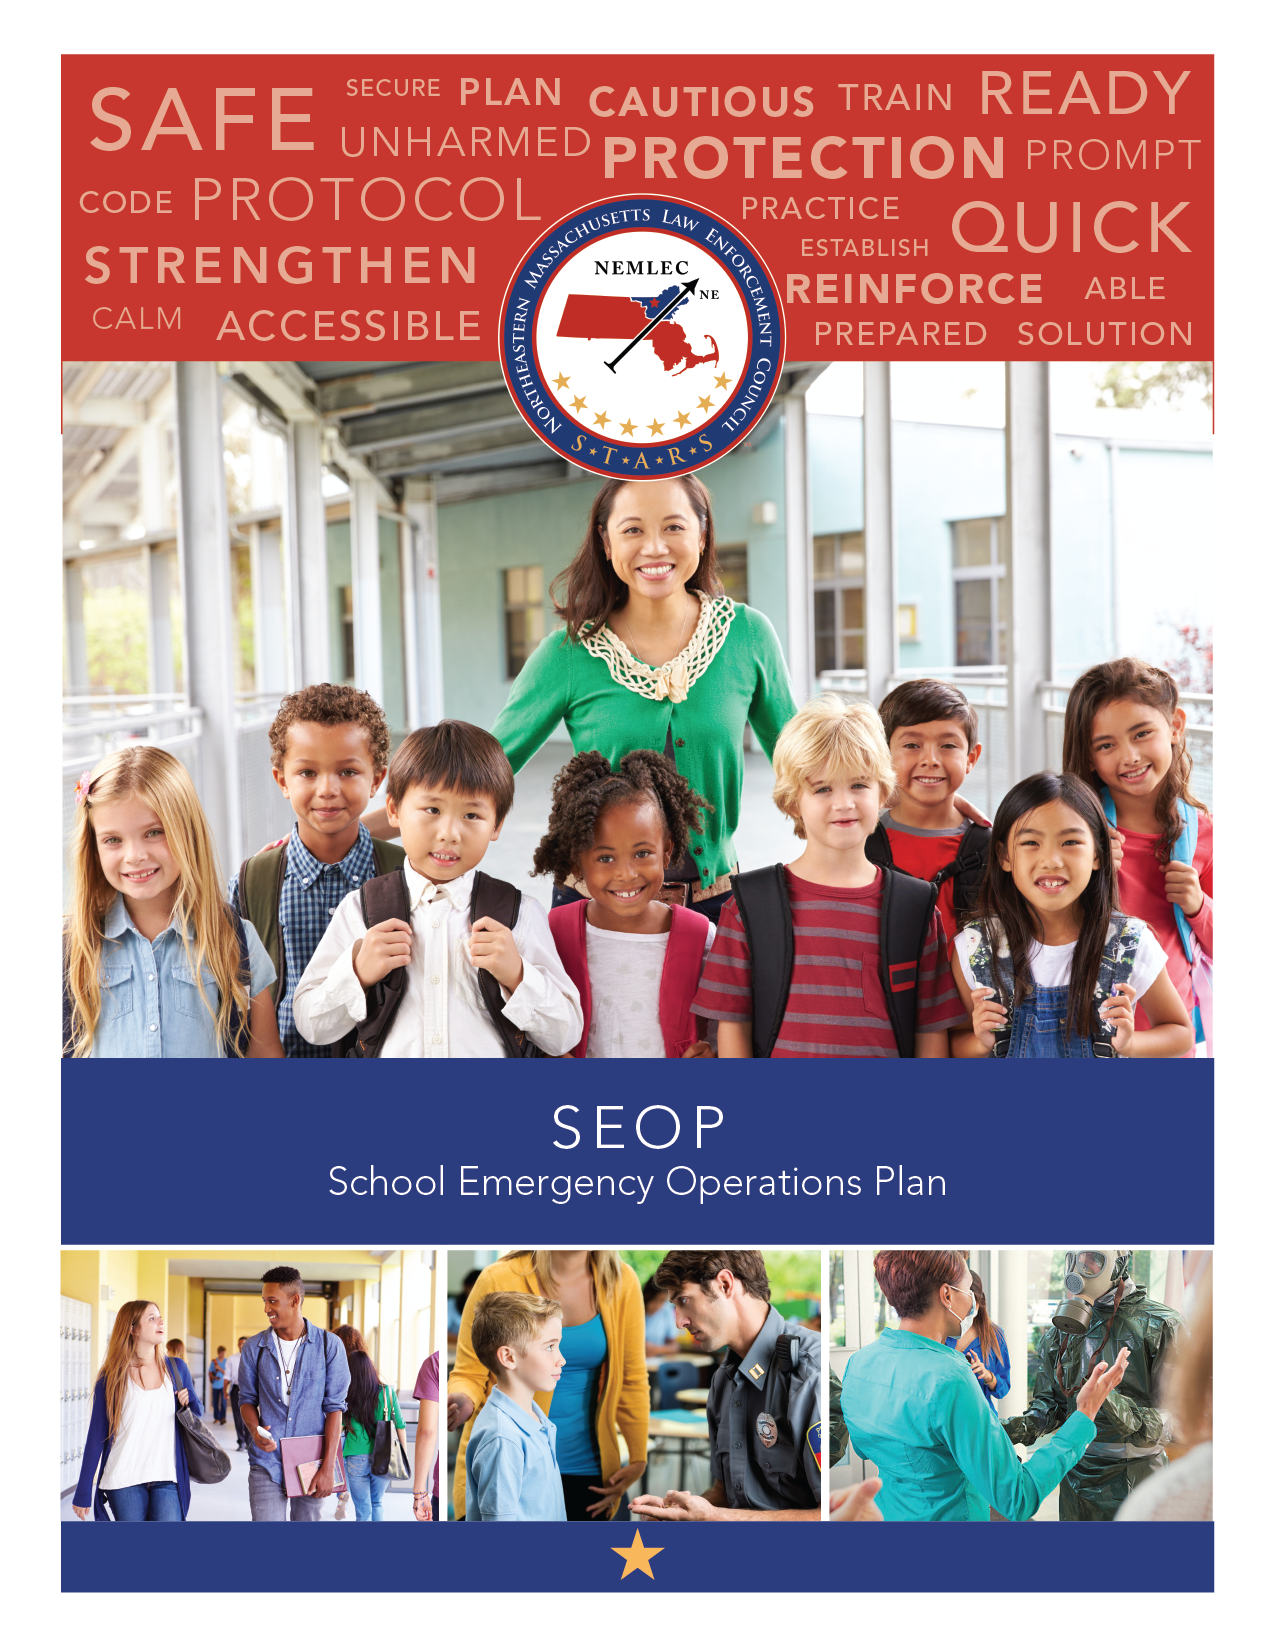 SAFE SECURE PLAN CAUTIOUS TRAIN READY
UNHARMED PROTECTION PROMPT
CODE PROTOCOL PRACTICE QUICK
STRENGTHEN ESTABLISH
REINFORCE ABLE
CALM ACCESSIBLE PREPARED SOLUTION
NORTHEASTERN MASSACHUSETTS LAW ENFORCEMENT COUNCIL
NEMLEC
NE
S T A R S
SEOP
School Emergency Operations Plan